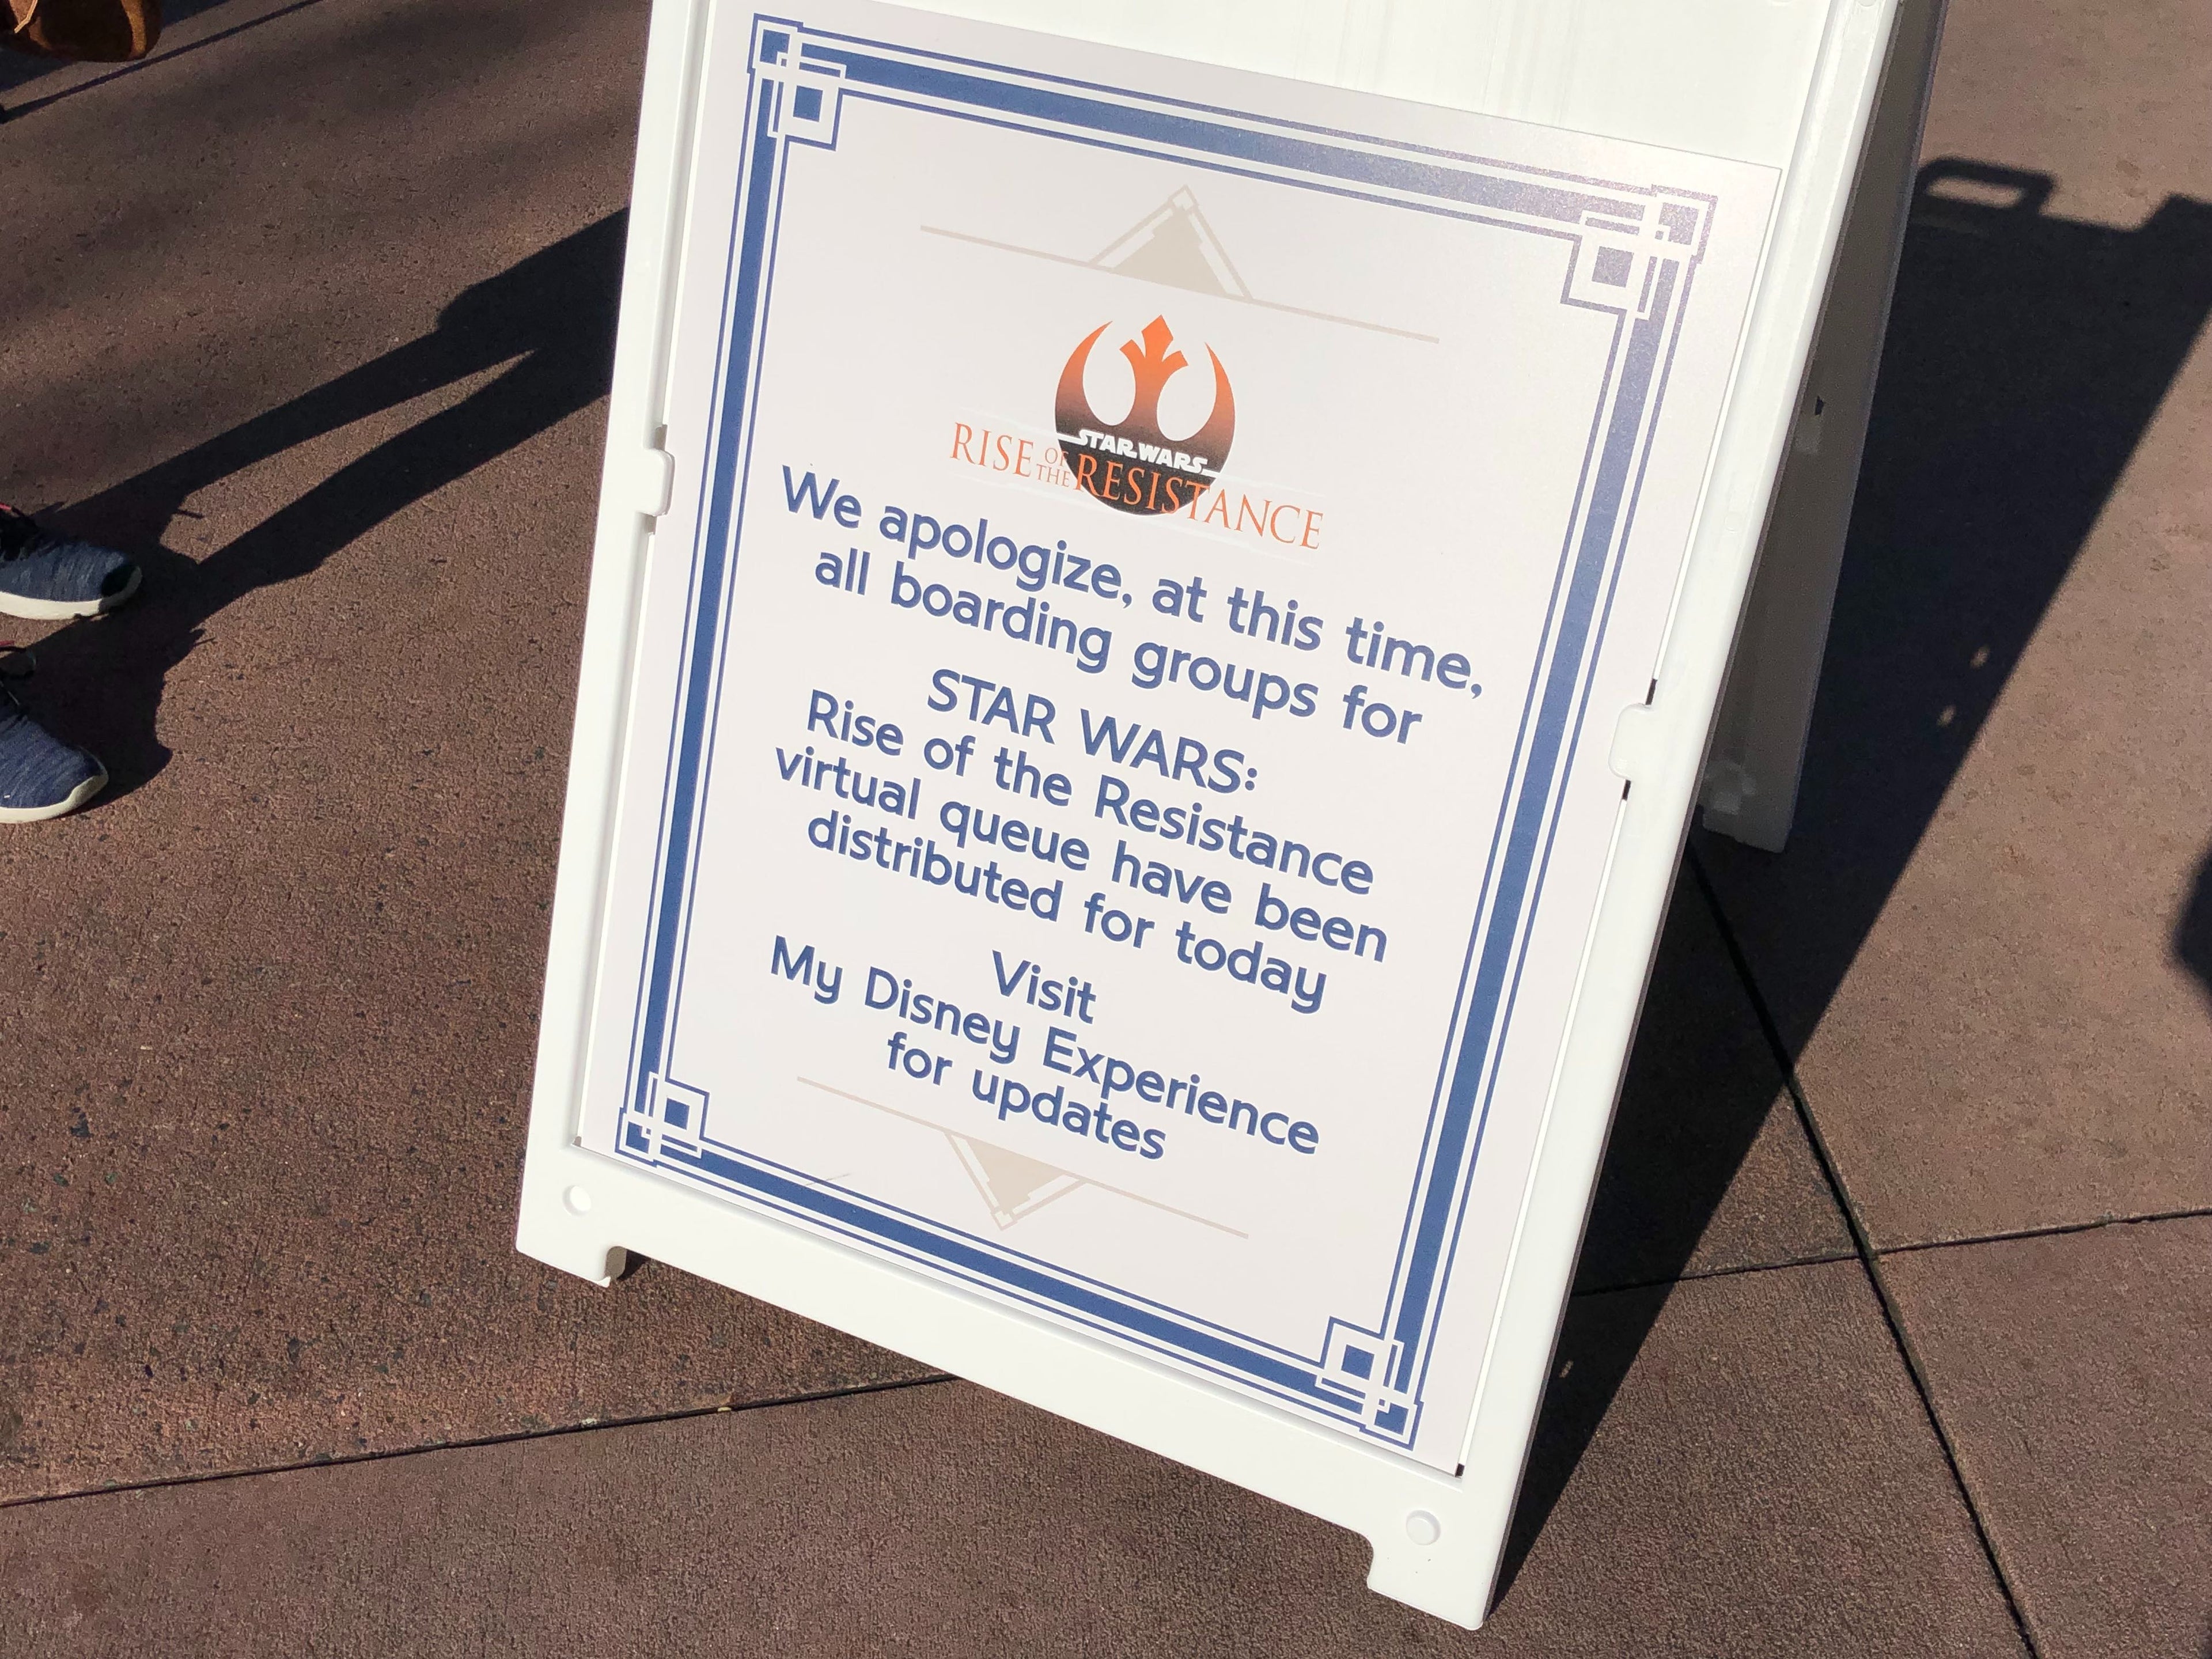 STAR WARS
RISE OF THE RESISTANCE
We apologize, at this time,
all boarding groups for
STAR WARS:
Rise of the Resistance
virtual queue have been
distributed for today
Visit
My Disney Experience
for updates